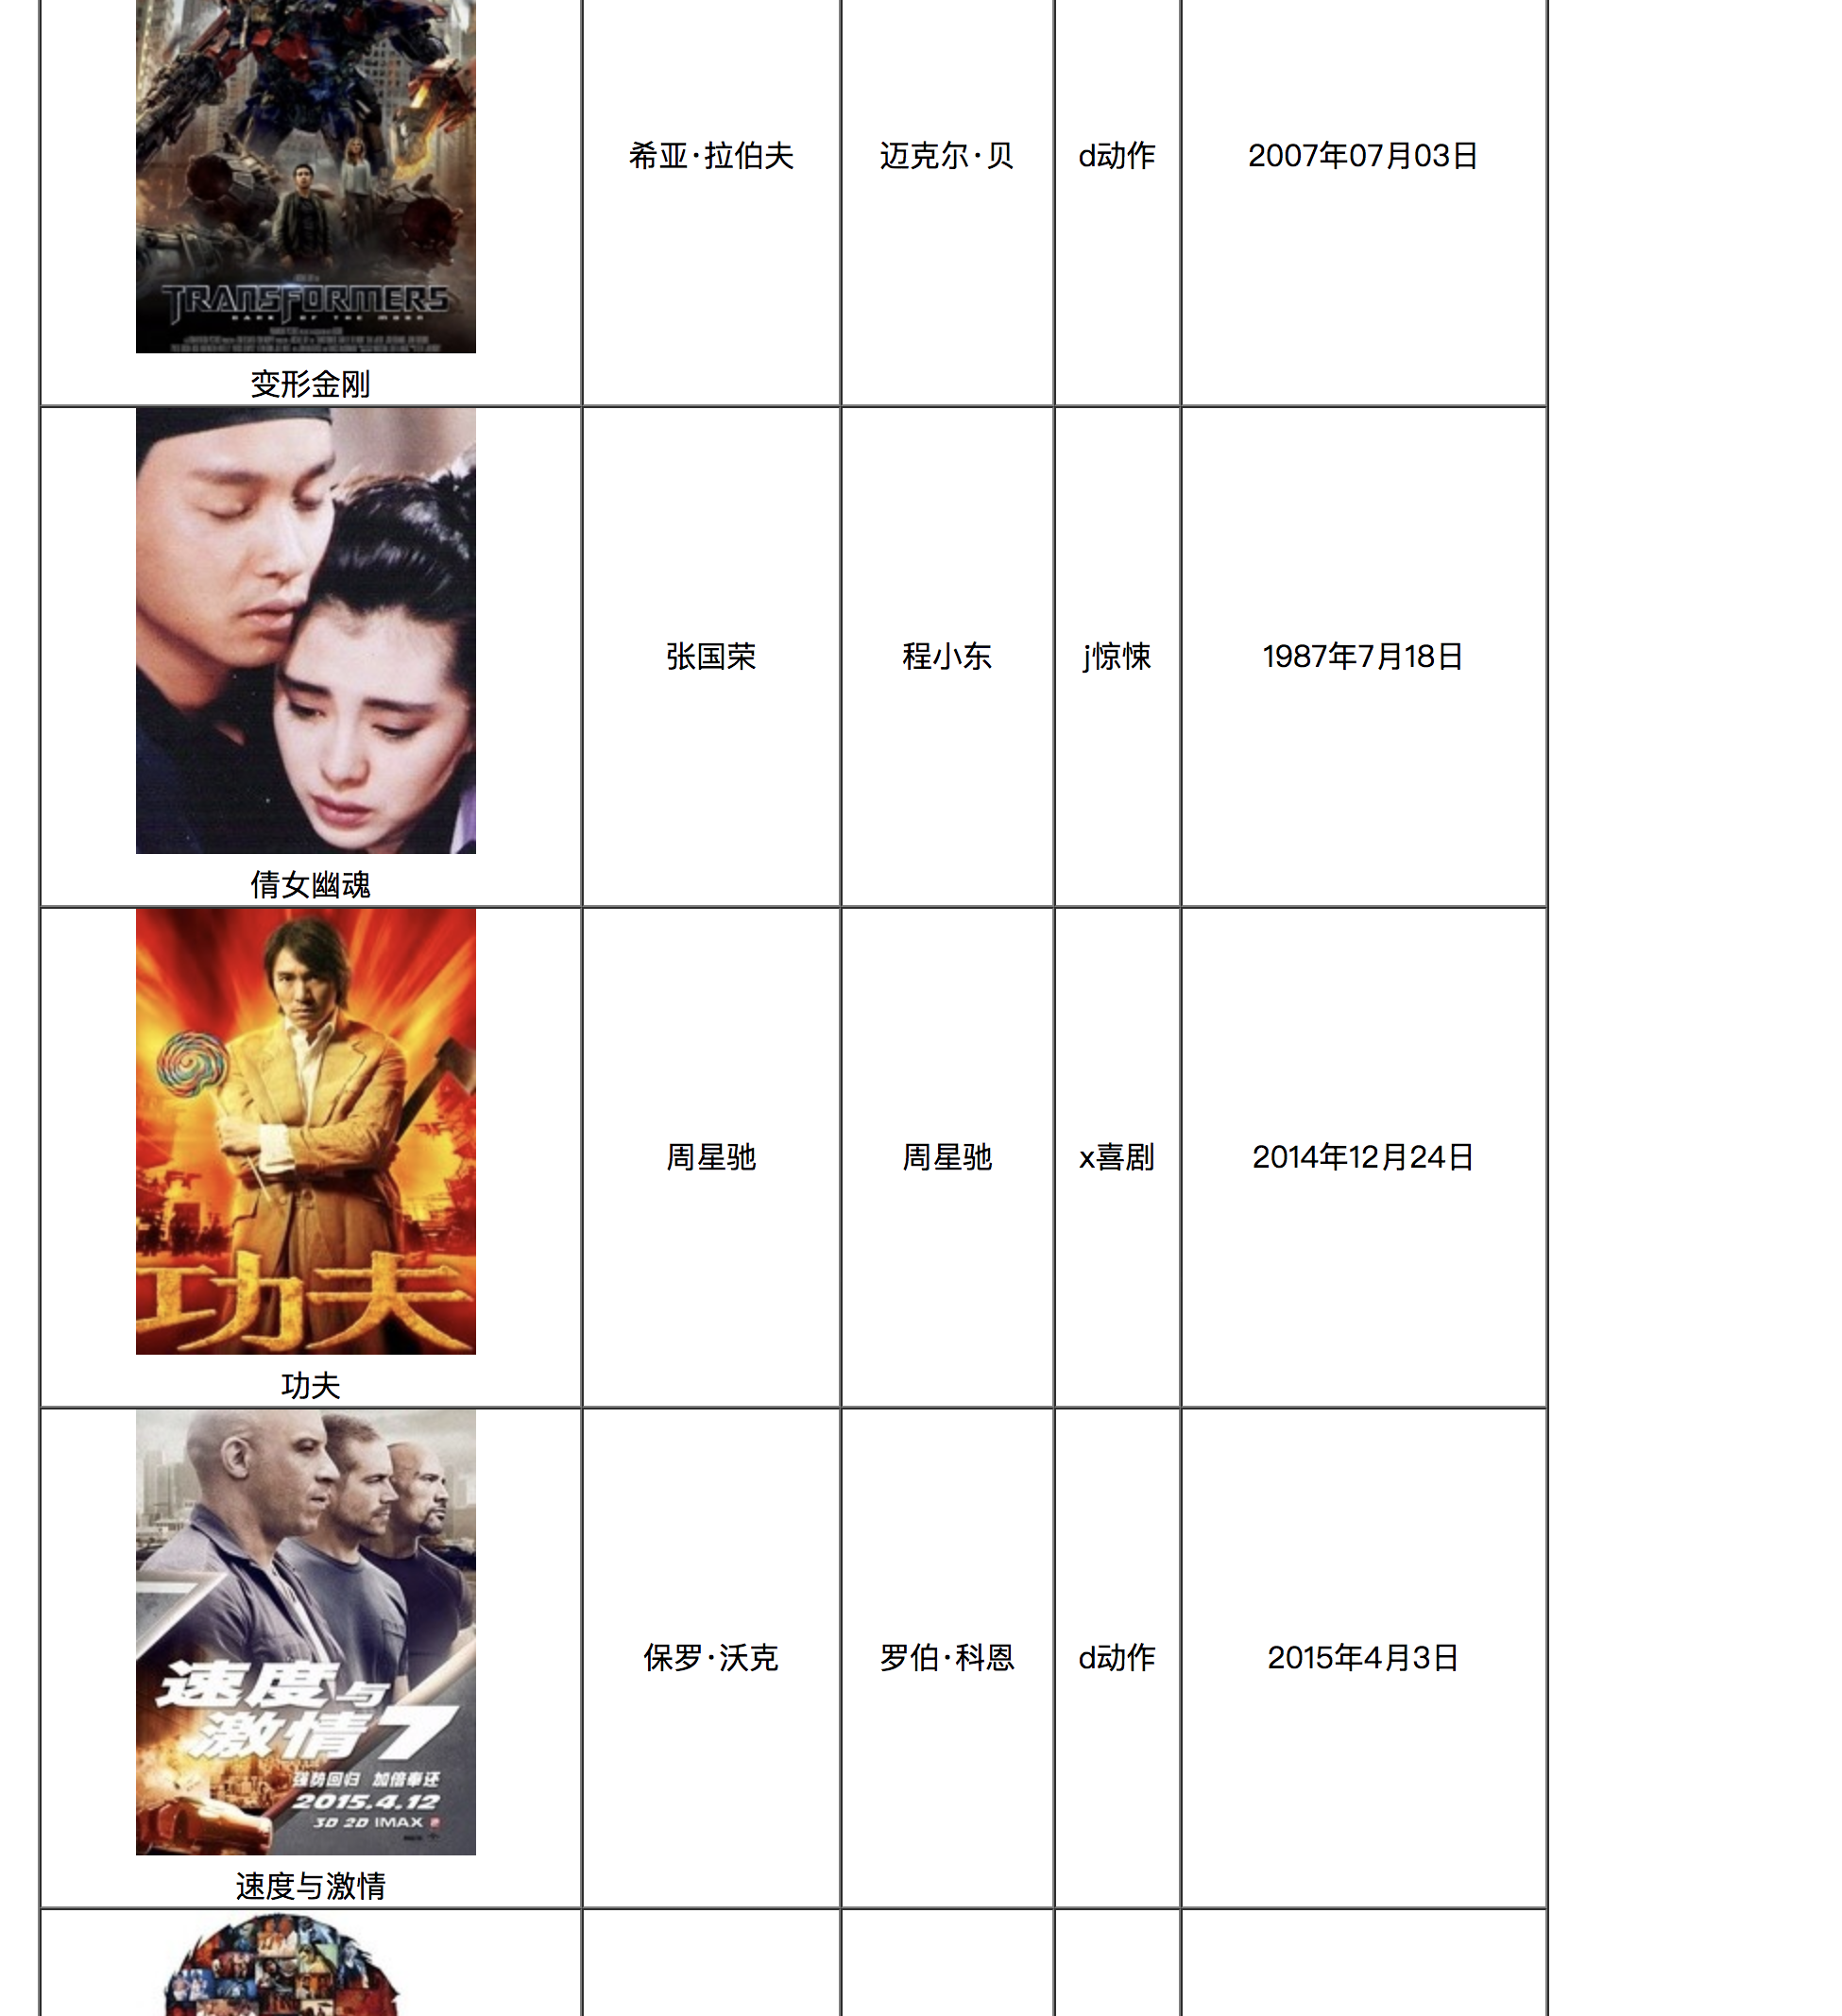 TRANSFORMERS
DARK OF THE MOON
变形金刚
希亚·拉伯夫
迈克尔·贝
d动作
2007年07月03日
倩女幽魂
张国荣
程小东
j惊悚
1987年7月18日
功夫
功夫
周星驰
周星驰
x喜剧
2014年12月24日
速度与
激情7
强势回归 加倍奉还
2015.4.12
3D 2D IMAX
速度与激情
保罗·沃克
罗伯·科恩
d动作
2015年4月3日